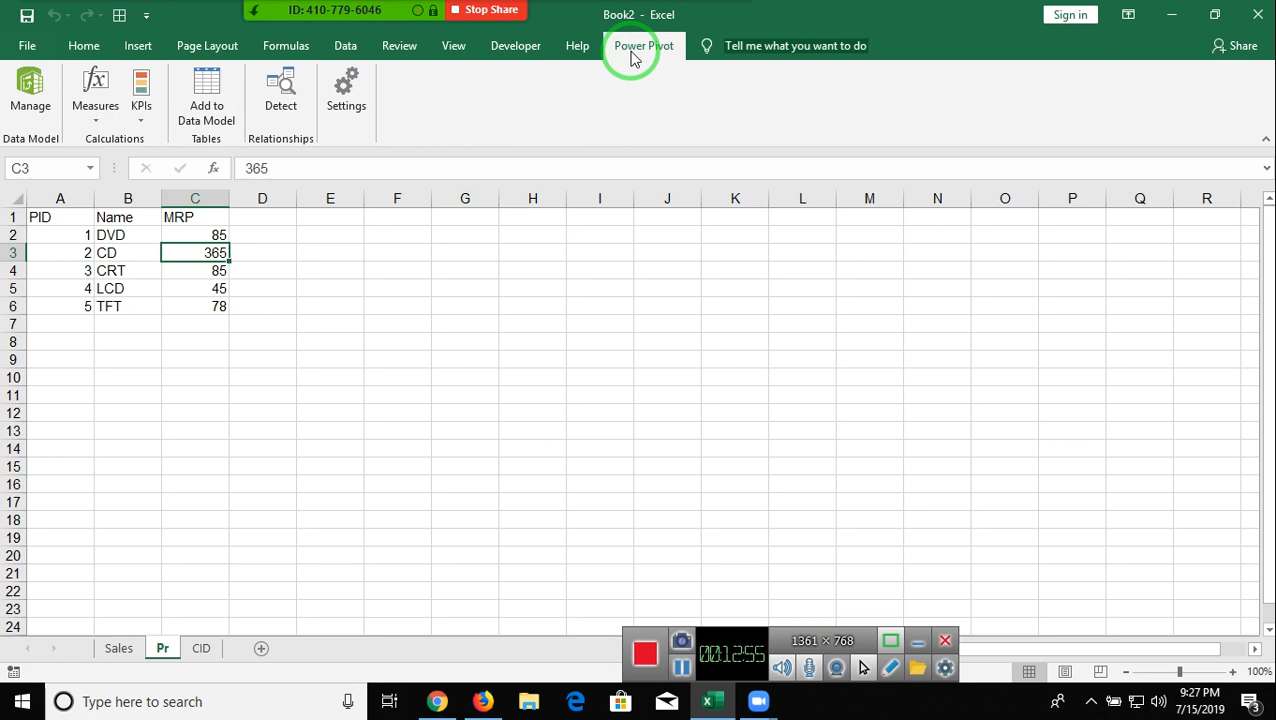 ID: 410-779-6046 Stop Share
Book2 - Excel
Sign in
File Home Insert Page Layout Formulas Data Review View Developer Help Power Pivot Tell me what you want to do Share
Manage Measures KPIs Add to Data Model Detect Settings
Data Model Calculations Tables Relationships
C3 fx 365
A B C D E F G H I J K L M N O P Q R
1 PID Name MRP
2 1 DVD 85
3 2 CD 365
4 3 CRT 85
5 4 LCD 45
6 5 TFT 78
7
8
9
10
11
12
13
14
15
16
17
18
19
20
21
22
23
24
Sales Pr CID
00:12:55 1361 × 768
100%
Type here to search
9:27 PM
7/15/2019
3